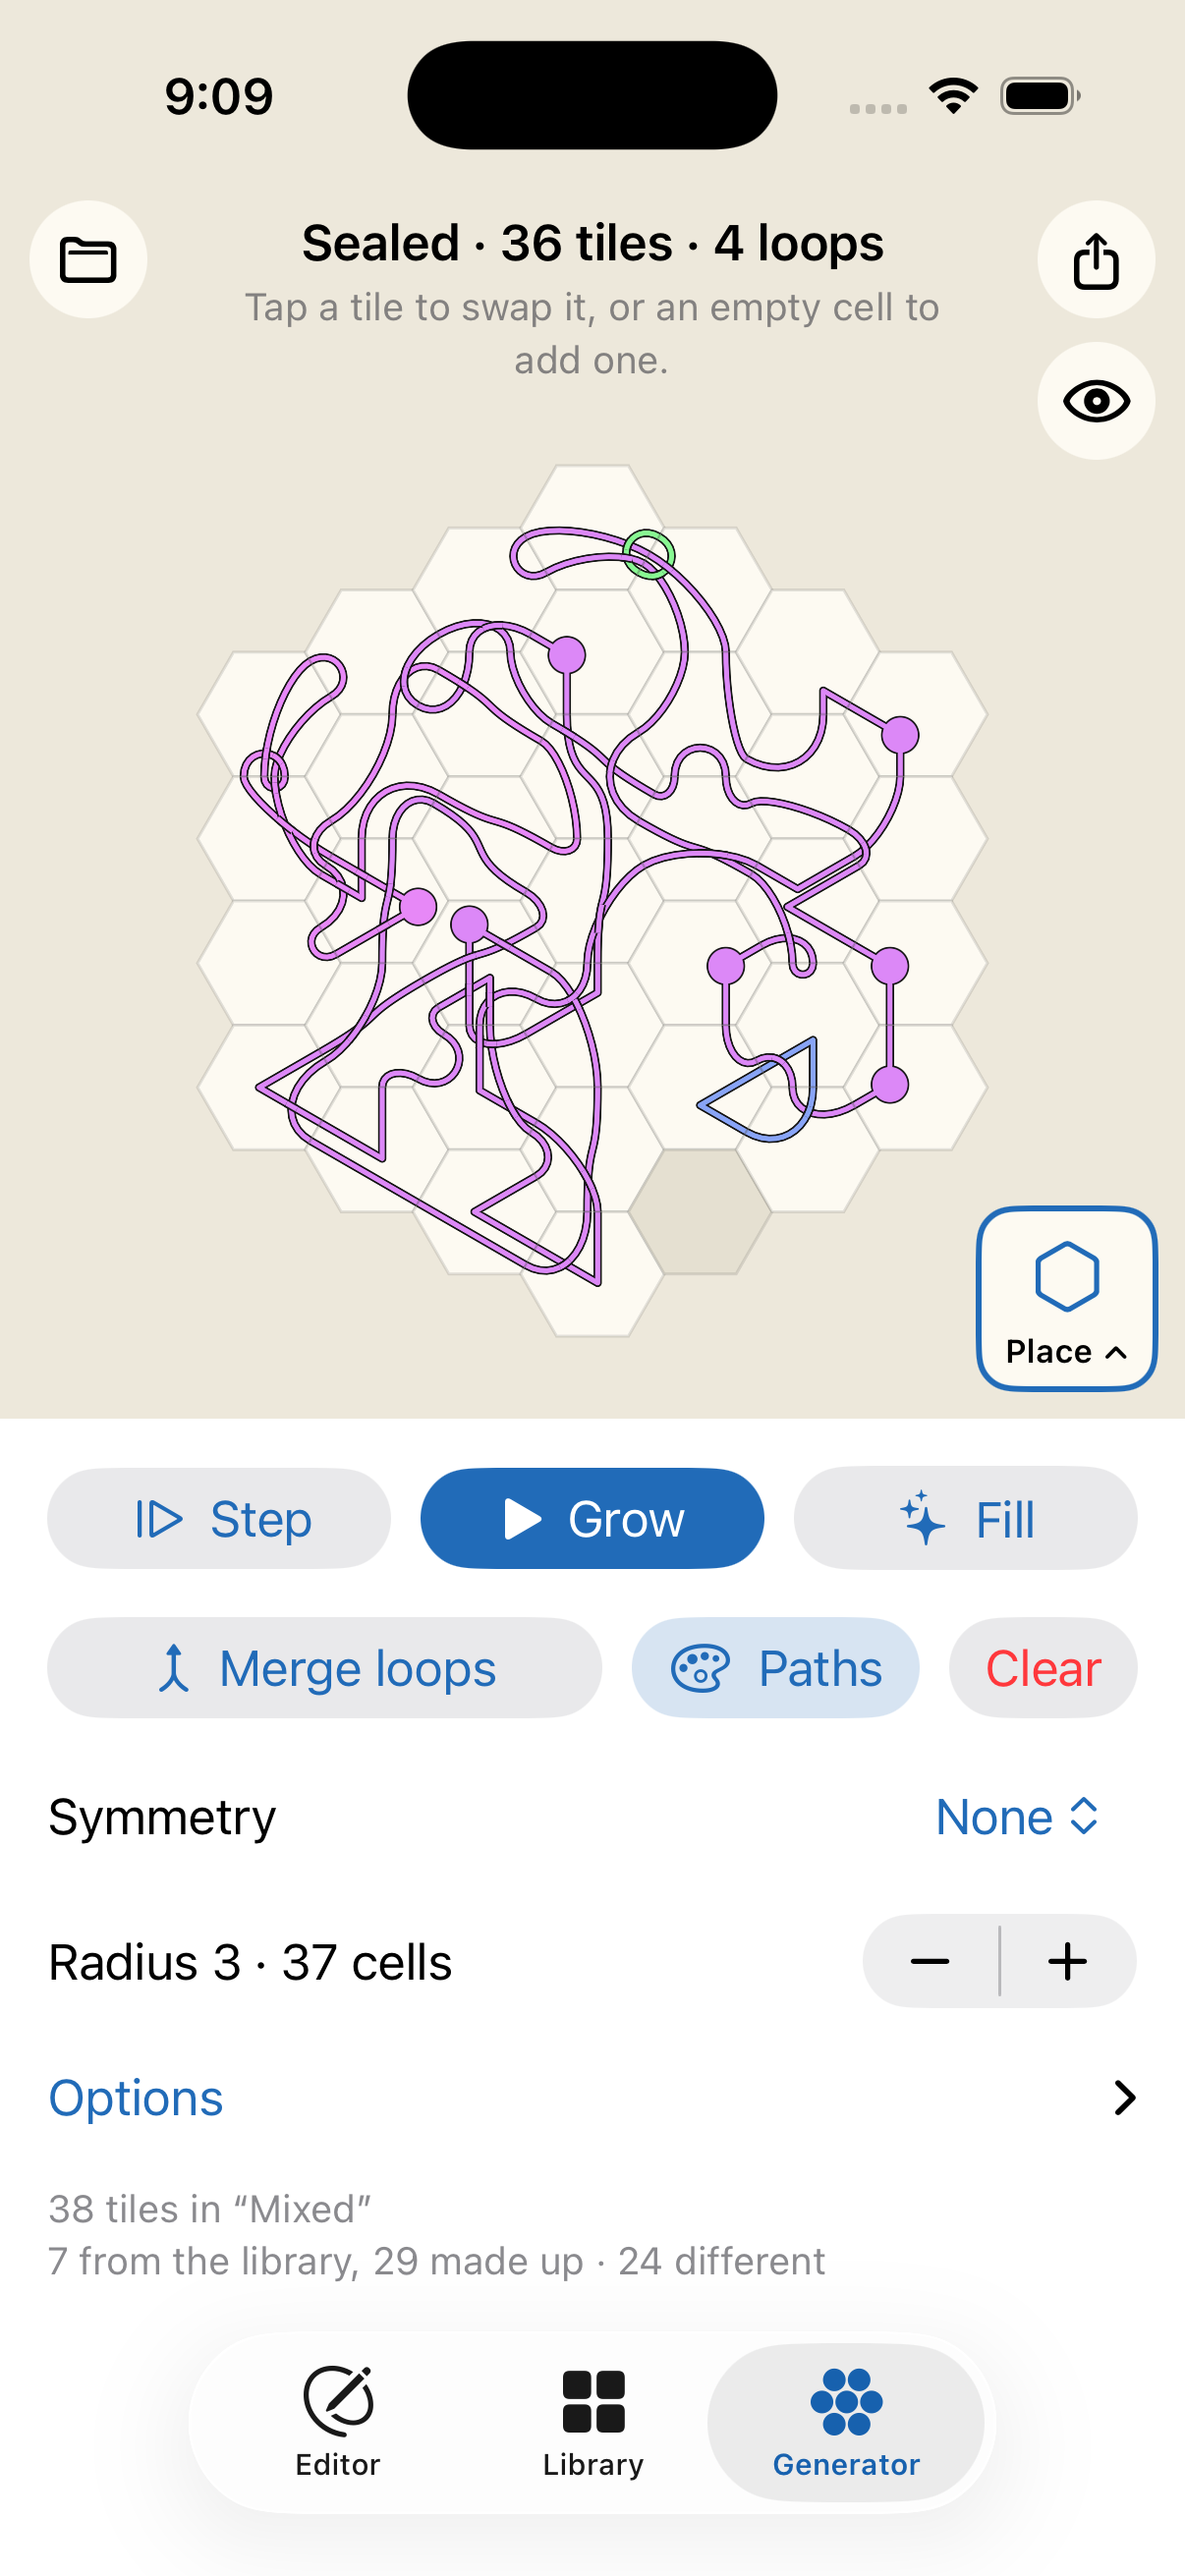 9:09
Sealed · 36 tiles · 4 loops
Tap a tile to swap it, or an empty cell to
add one.
Place
Step
Grow
Fill
Merge loops
Paths
Clear
Symmetry
None
Radius 3 · 37 cells
Options
38 tiles in “Mixed”
7 from the library, 29 made up · 24 different
Editor
Library
Generator